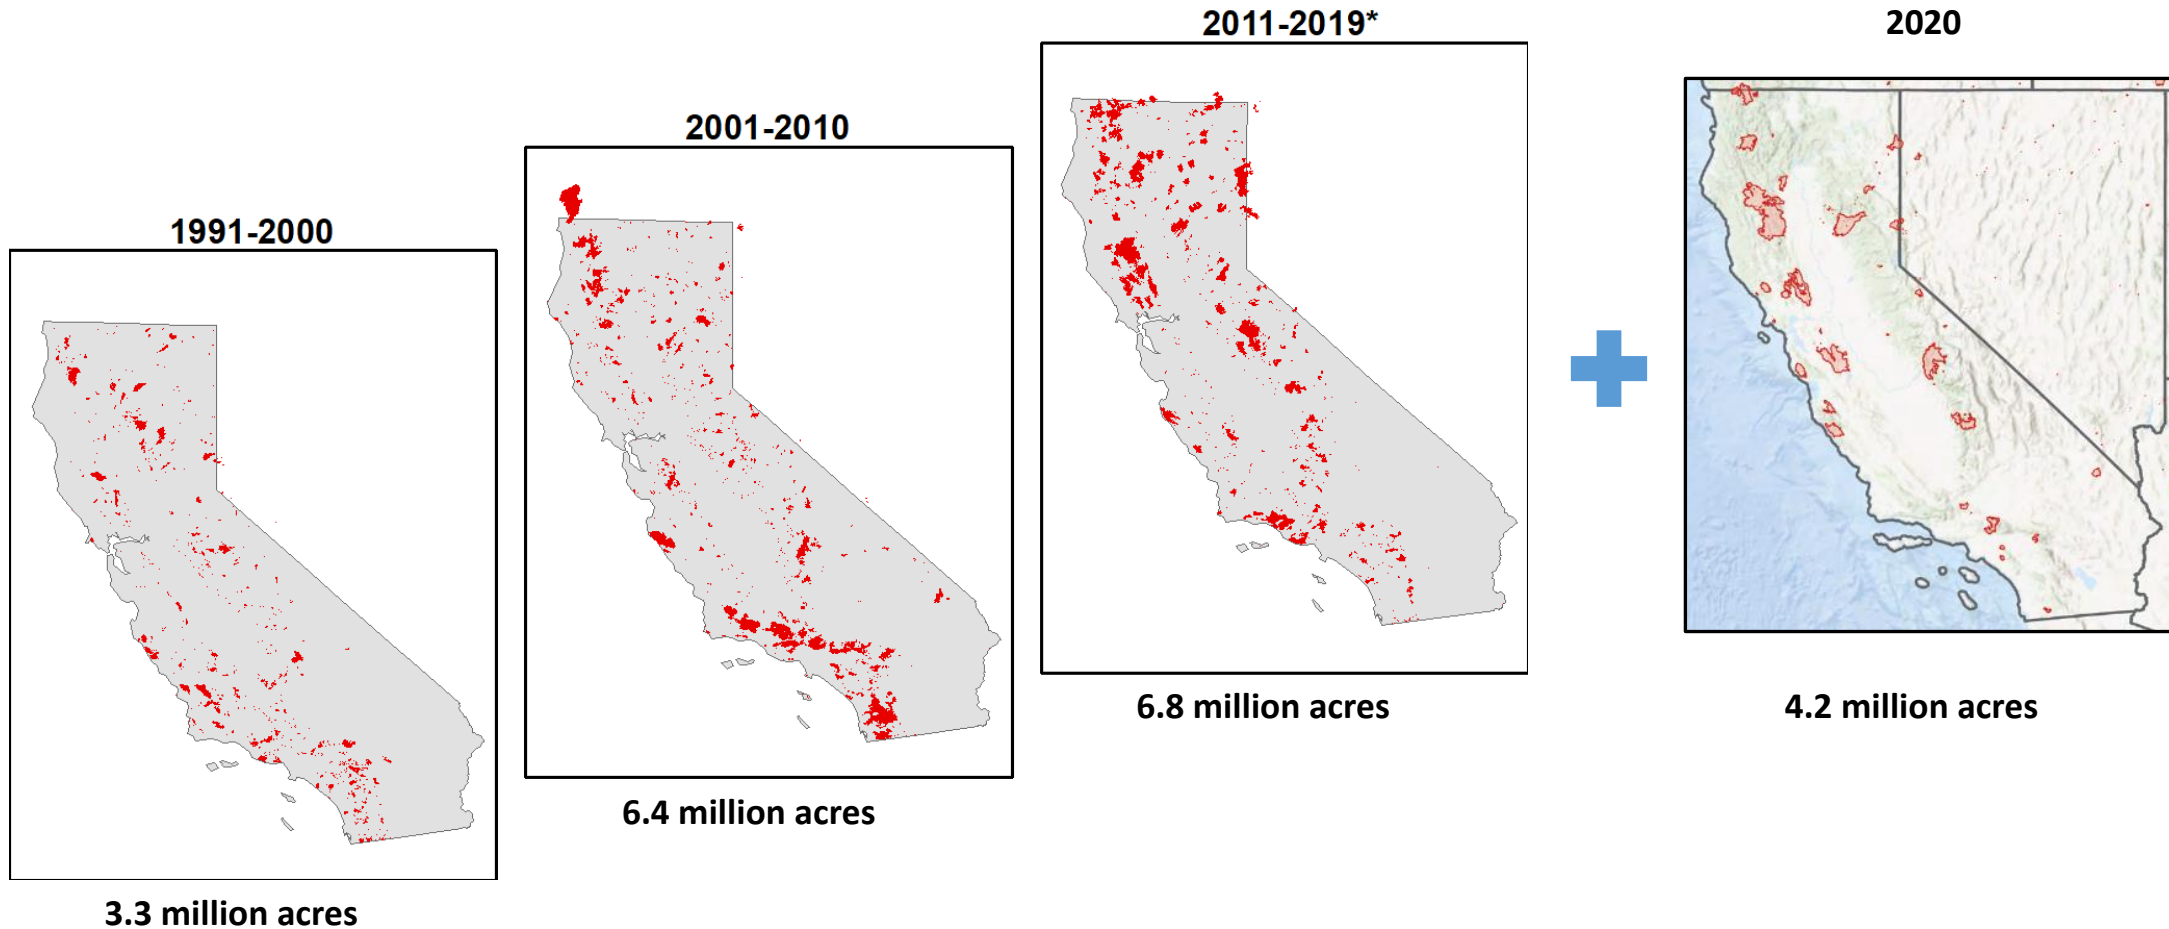 1991-2000
3.3 million acres
2001-2010
6.4 million acres
2011-2019*
6.8 million acres
2020
4.2 million acres